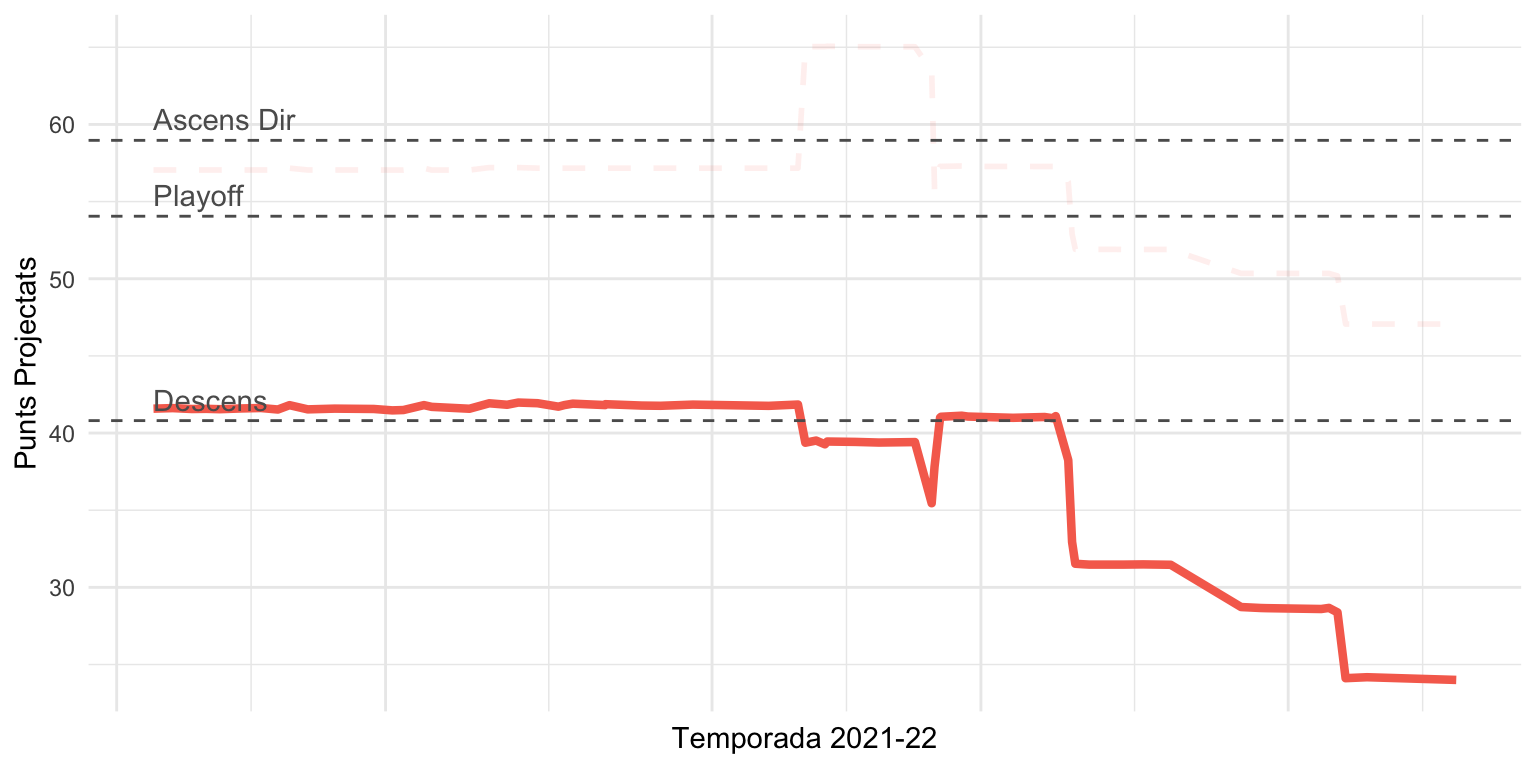 60
50
40
30
Punts Projectats
Ascens Dir
Playoff
Descens
Temporada 2021-22